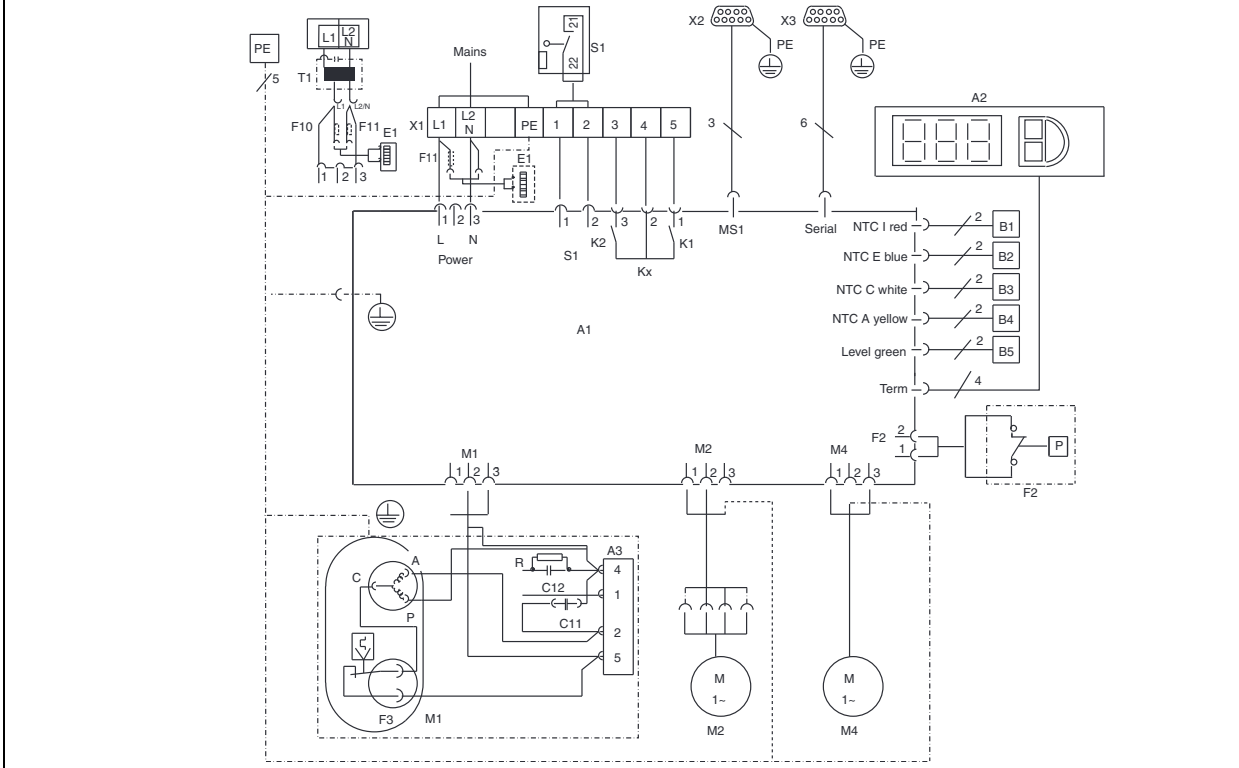 X2 X3
L1 L2 N
PE
21
S1
22
PE PE
Mains
T1
5
A2
L1 L2/N
F10 F11
E1
X1 L1 L2 N PE 1 2 3 4 5
3 6
F11
E1
1 2 3
1 2 3 1 2 3 2 1
L N
Power
S1
K2 K1
Kx
MS1 Serial
NTC I red 2 B1
NTC E blue 2 B2
NTC C white 2 B3
NTC A yellow 2 B4
Level green 2 B5
Term 4
A1
F2 2
1
P
F2
M1 M2 M4
1 2 3 1 2 3 1 2 3
A3
R 4
A
C
C12
1
P
C11
2
5
F3 M1
M
1~
M2
M
1~
M4